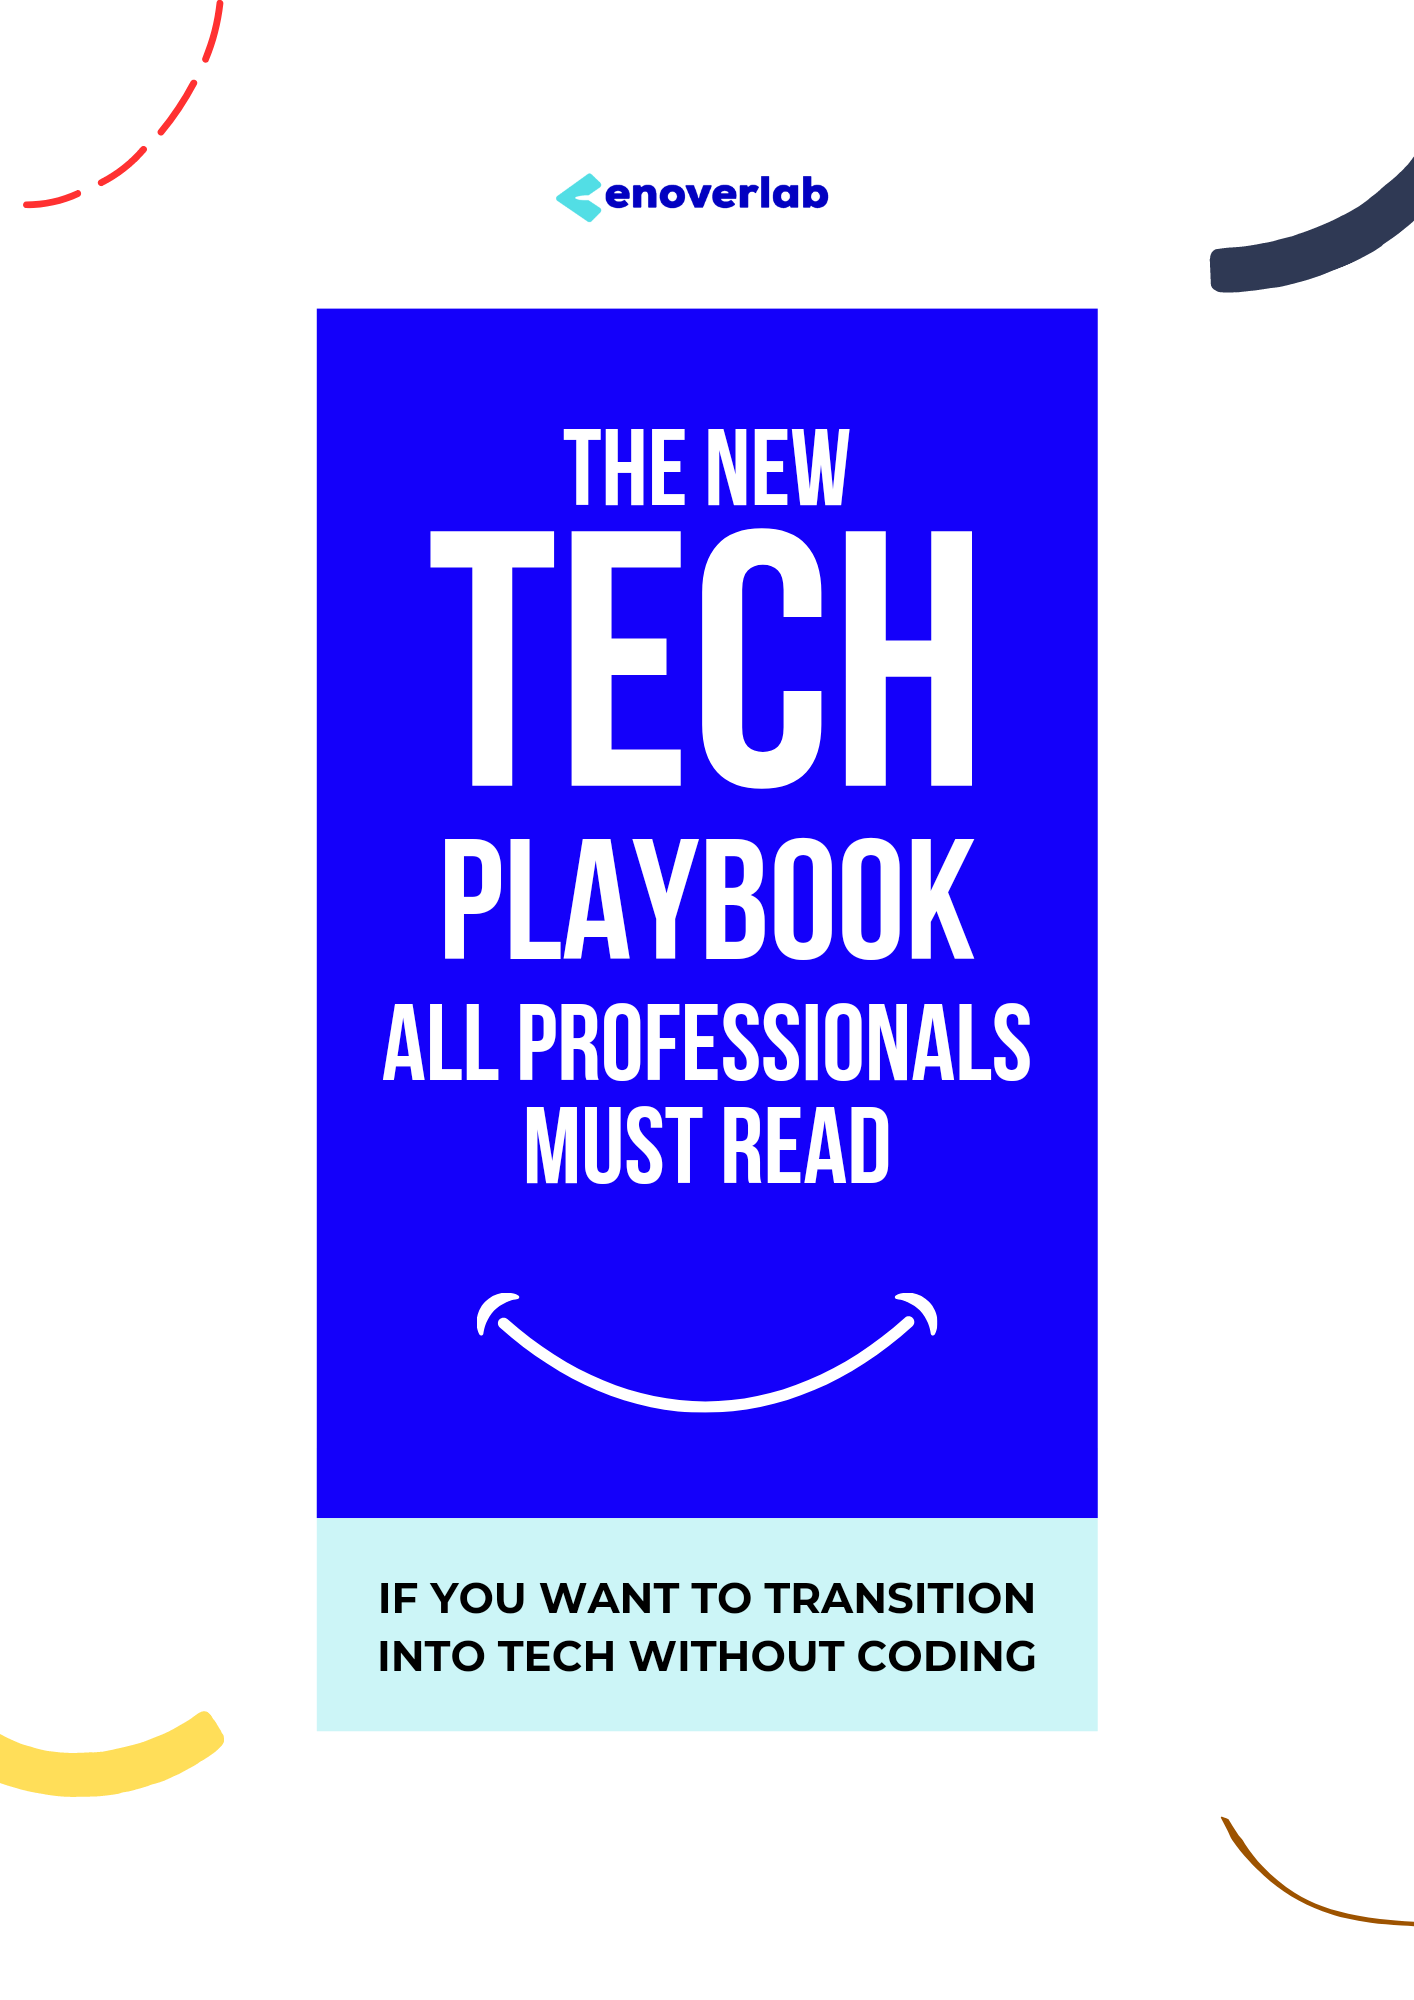 enoverlab
THE NEW
TECH
PLAYBOOK
ALL PROFESSIONALS
MUST READ
IF YOU WANT TO TRANSITION
INTO TECH WITHOUT CODING